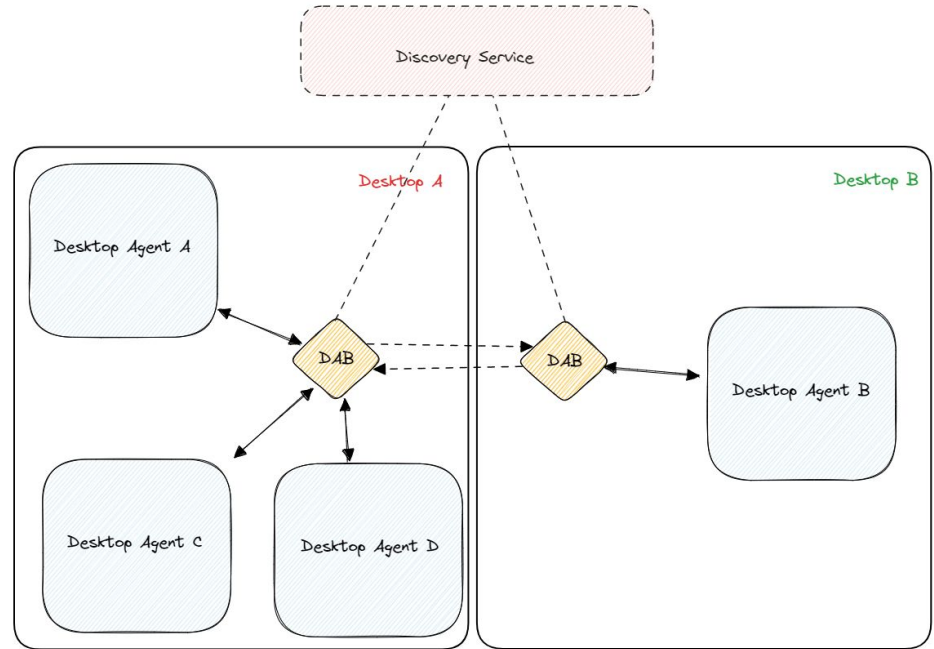 Discovery Service
Desktop A
Desktop B
Desktop Agent A
DAB
DAB
Desktop Agent B
Desktop Agent C
Desktop Agent D